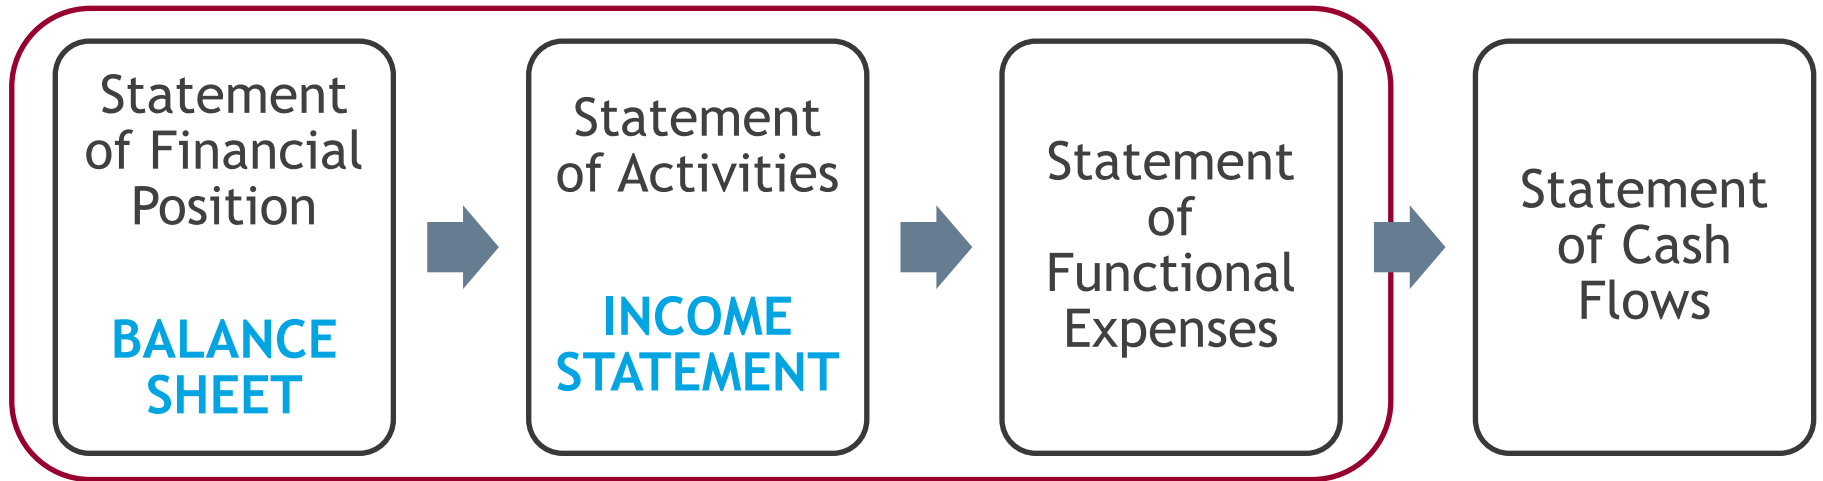 Statement
of Financial
Position
BALANCE
SHEET
Statement
of Activities
INCOME
STATEMENT
Statement
of
Functional
Expenses
Statement
of Cash
Flows